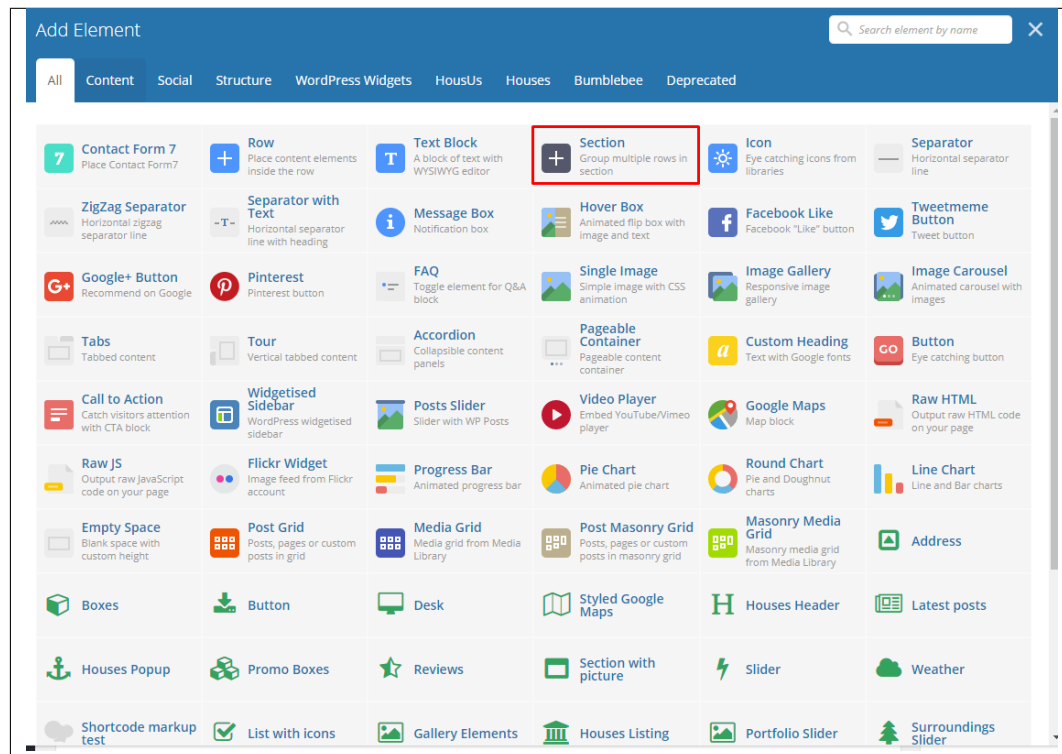 Add Element
Search element by name
All Content Social Structure WordPress Widgets HousUs Houses Bumblebee Deprecated
7
Contact Form 7
Place Contact Form7
Row
Place content elements
inside the row
T
Text Block
A block of text with
WYSIWYG editor
Section
Group multiple rows in
section
Icon
Eye catching icons from
libraries
Separator
Horizontal separator
line
ZigZag Separator
Horizontal zigzag
separator line
-T-
Separator with
Text
Horizontal separator
line with heading
i
Message Box
Notification box
Hover Box
Animated flip box with
image and text
f
Facebook Like
Facebook "Like" button
Tweetmeme
Button
Tweet button
G+
Google+ Button
Recommend on Google
Pinterest
Pinterest button
FAQ
Toggle element for Q&A
block
Single Image
Simple image with CSS
animation
Image Gallery
Responsive image
gallery
Image Carousel
Animated carousel with
images
Tabs
Tabbed content
Tour
Vertical tabbed content
Accordion
Collapsible content
panels
Pageable
Container
Pageable content
container
a
Custom Heading
Text with Google fonts
GO
Button
Eye catching button
Call to Action
Catch visitors attention
with CTA block
Widgetised
Sidebar
WordPress widgetised
sidebar
Posts Slider
Slider with WP Posts
Video Player
Embed YouTube/Vimeo
player
Google Maps
Map block
Raw HTML
Output raw HTML code
on your page
Raw JS
Output raw JavaScript
code on your page
Flickr Widget
Image feed from Flickr
account
Progress Bar
Animated progress bar
Pie Chart
Animated pie chart
Round Chart
Pie and Doughnut
charts
Line Chart
Line and Bar charts
Empty Space
Blank space with
custom height
Post Grid
Posts, pages or custom
posts in grid
Media Grid
Media grid from Media
Library
Post Masonry Grid
Posts, pages or custom
posts in masonry grid
Masonry Media
Grid
Masonry media grid
from Media Library
Address
Boxes
Button
Desk
Styled Google
Maps
H
Houses Header
Latest posts
Houses Popup
Promo Boxes
Reviews
Section with
picture
Slider
Weather
Shortcode markup
test
List with icons
Gallery Elements
Houses Listing
Portfolio Slider
Surroundings
Slider